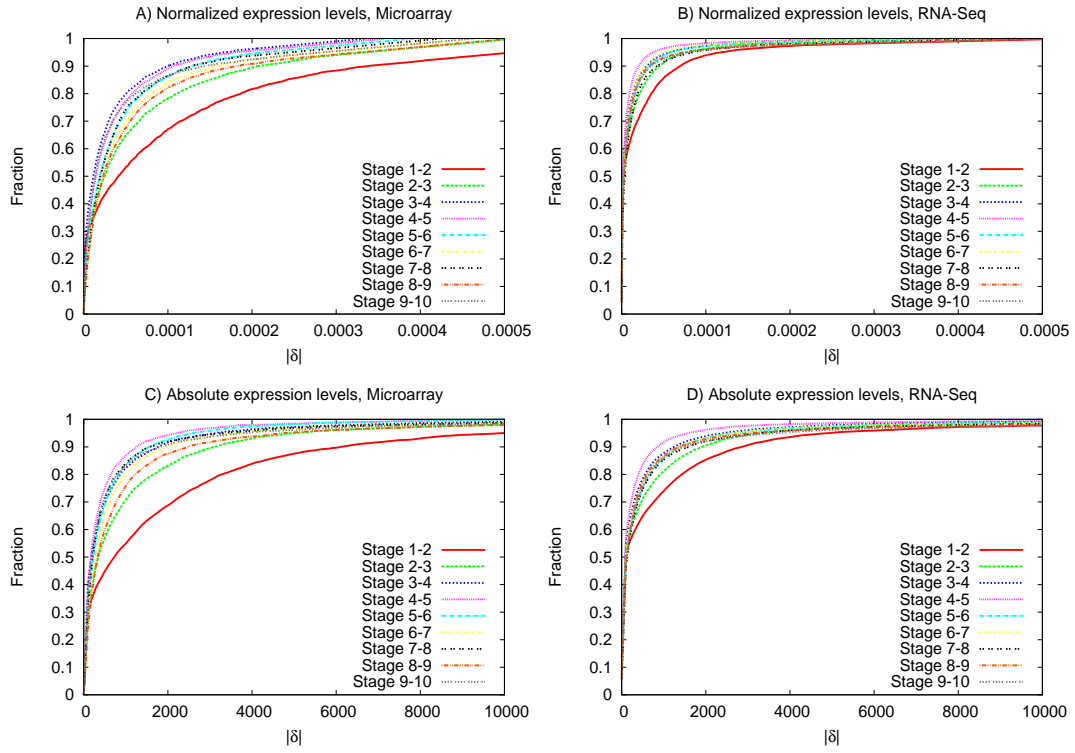 A) Normalized expression levels, Microarray
Fraction
1
0.9
0.8
0.7
0.6
0.5
0.4
0.3
0.2
0.1
0
Stage 1-2
Stage 2-3
Stage 3-4
Stage 4-5
Stage 5-6
Stage 6-7
Stage 7-8
Stage 8-9
Stage 9-10
0 0.0001 0.0002 0.0003 0.0004 0.0005
|δ|
B) Normalized expression levels, RNA-Seq
Fraction
1
0.9
0.8
0.7
0.6
0.5
0.4
0.3
0.2
0.1
0
Stage 1-2
Stage 2-3
Stage 3-4
Stage 4-5
Stage 5-6
Stage 6-7
Stage 7-8
Stage 8-9
Stage 9-10
0 0.0001 0.0002 0.0003 0.0004 0.0005
|δ|
C) Absolute expression levels, Microarray
Fraction
1
0.9
0.8
0.7
0.6
0.5
0.4
0.3
0.2
0.1
0
Stage 1-2
Stage 2-3
Stage 3-4
Stage 4-5
Stage 5-6
Stage 6-7
Stage 7-8
Stage 8-9
Stage 9-10
0 2000 4000 6000 8000 10000
|δ|
D) Absolute expression levels, RNA-Seq
Fraction
1
0.9
0.8
0.7
0.6
0.5
0.4
0.3
0.2
0.1
0
Stage 1-2
Stage 2-3
Stage 3-4
Stage 4-5
Stage 5-6
Stage 6-7
Stage 7-8
Stage 8-9
Stage 9-10
0 2000 4000 6000 8000 10000
|δ|